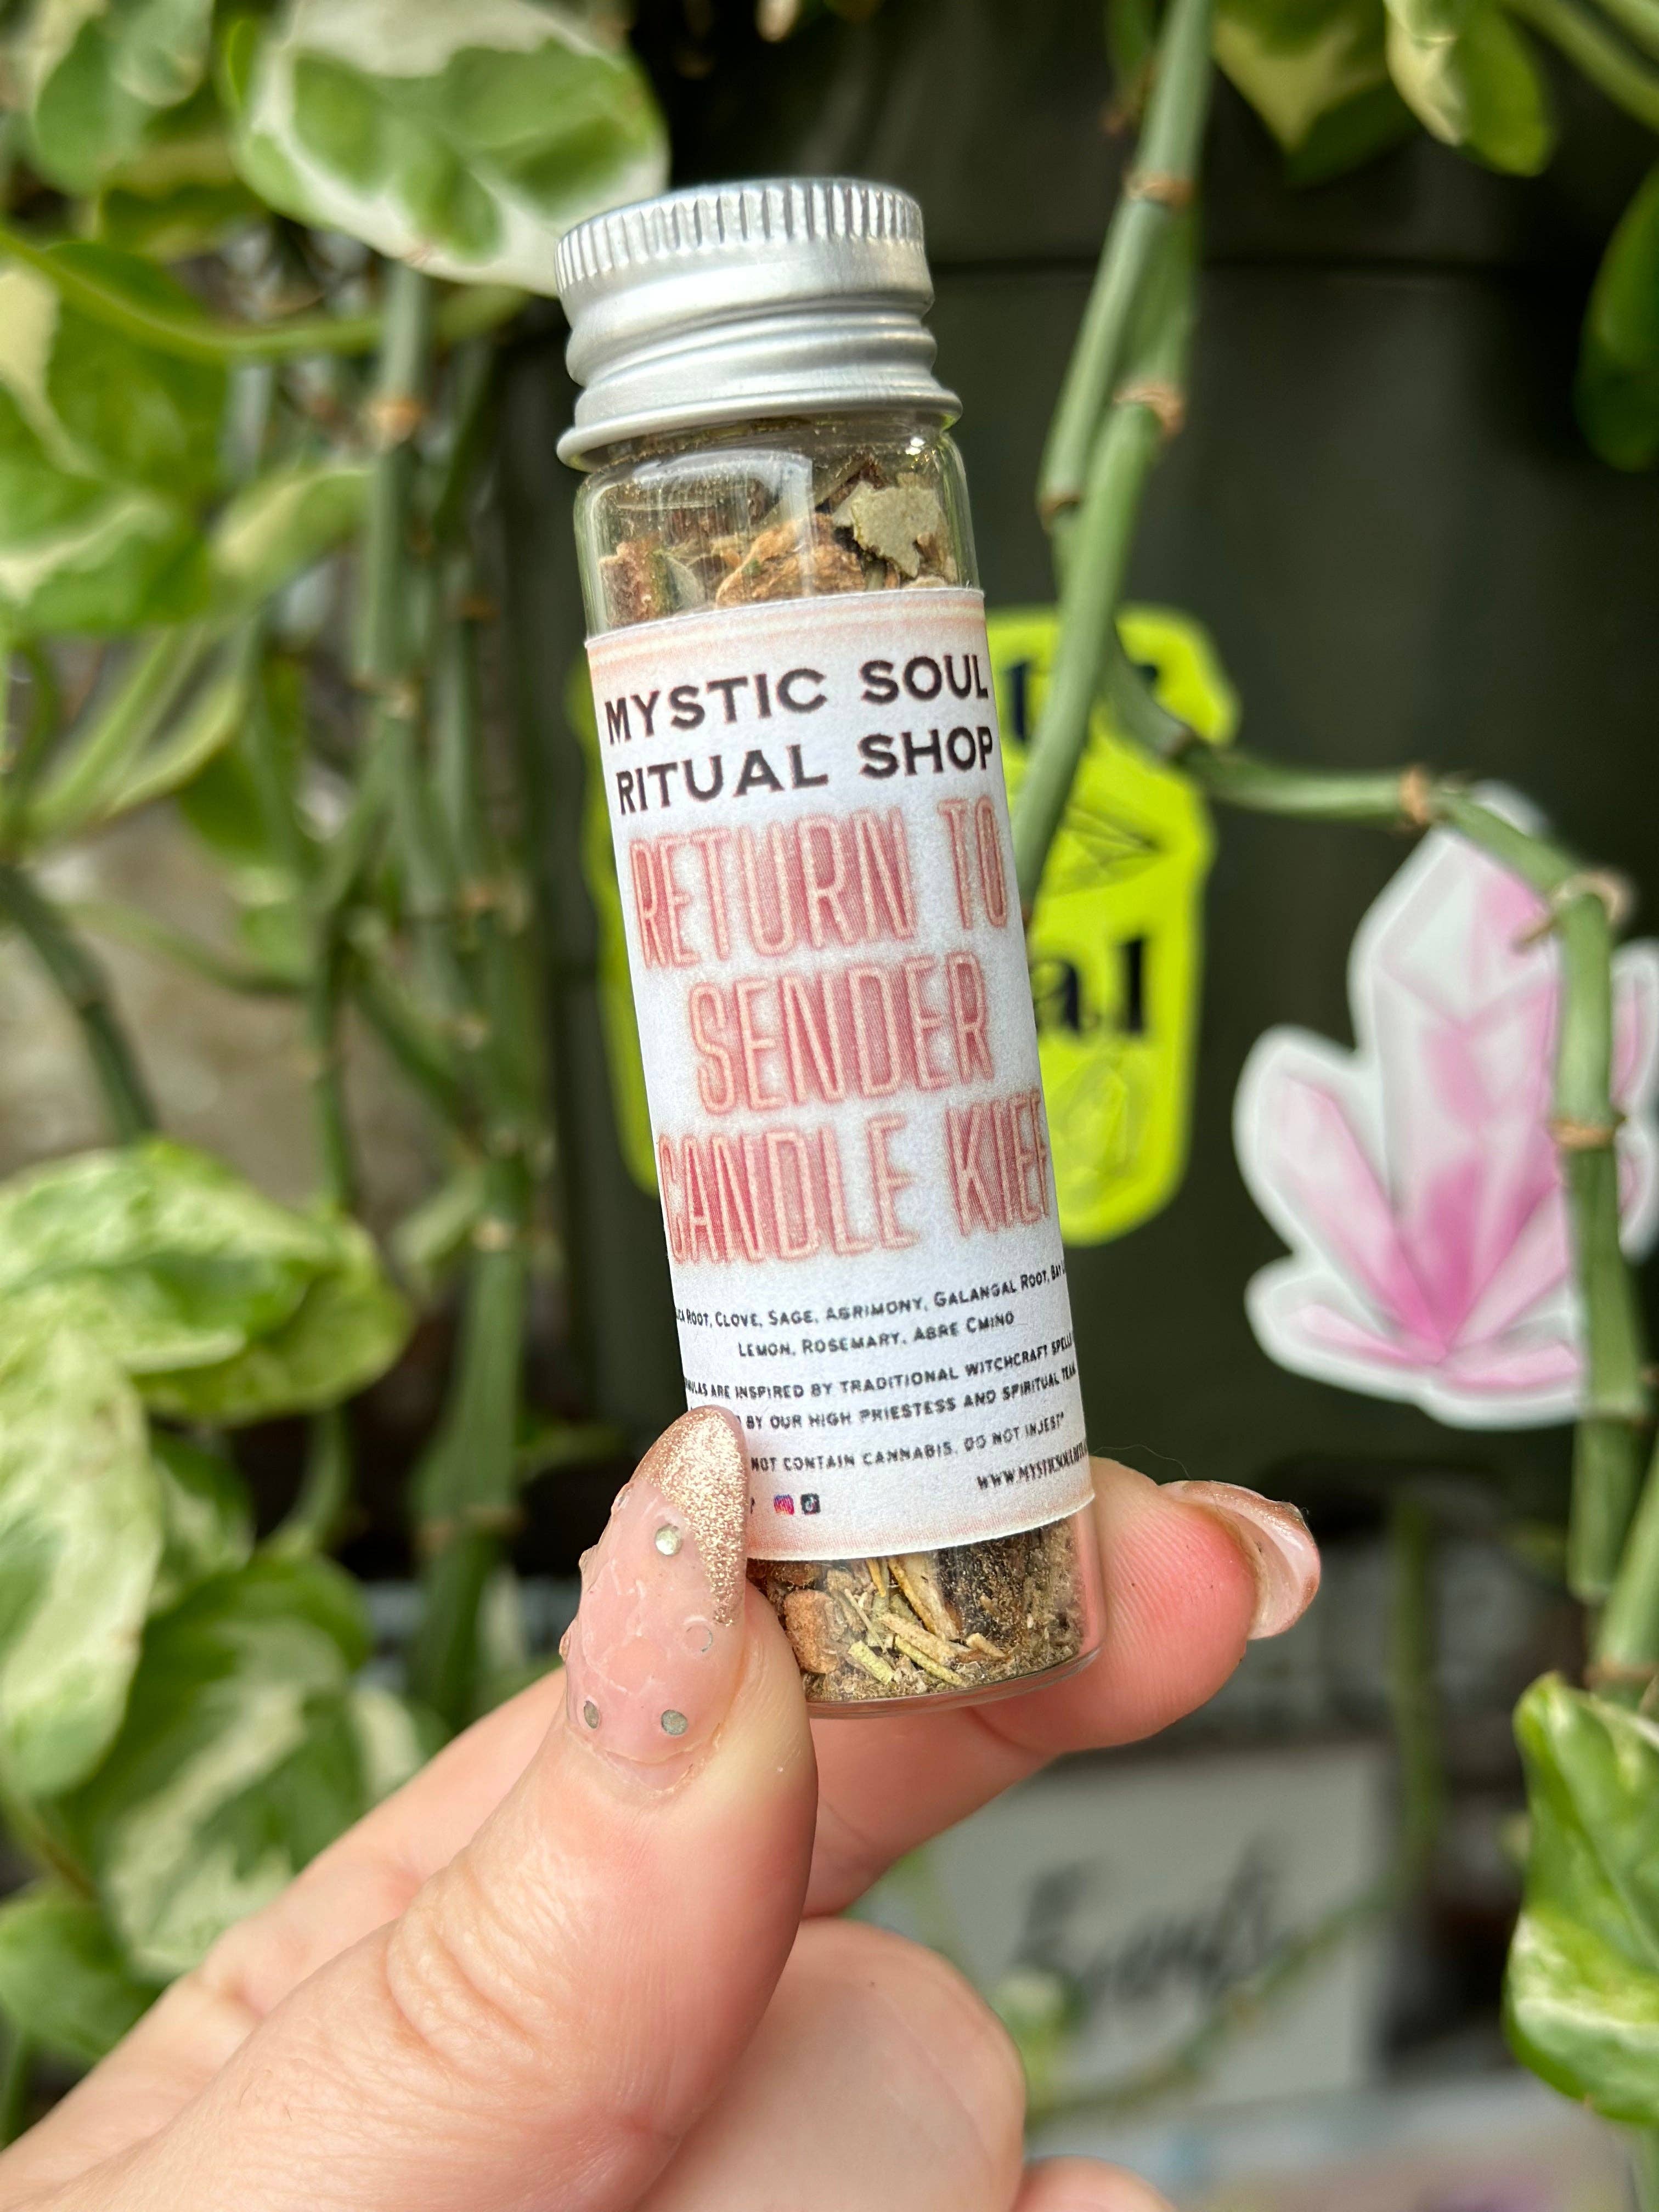 MYSTIC SOUL
RITUAL SHOP
RETURN TO
SENDER
CANDLE KIEF
ROOT, CLOVE, SAGE, AGRIMONY, GALANGAL ROOT, BAY
LEMON, ROSEMARY, ABRE CMINO
ARE INSPIRED BY TRADITIONAL WITCHCRAFT SPELLS
BY OUR HIGH PRIESTESS AND SPIRITUAL TEAM
NOT CONTAIN CANNABIS. DO NOT INJEST*